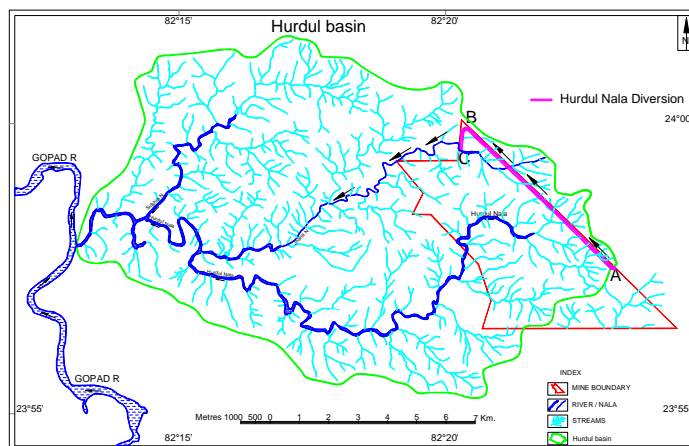 82°15' 82°20'
Hurdul basin
N
Hurdul Nala Diversion
B
24°00'
GOPAD R
C
Hurdul Nala
Hurdul Nala
A
GOPAD R
INDEX
MINE BOUNDARY
RIVER / NALA
STREAMS
Hurdul basin
23°55' 23°55'
Metres 1000 500 0 1 2 3 4 5 6 7 Km.
82°15' 82°20'